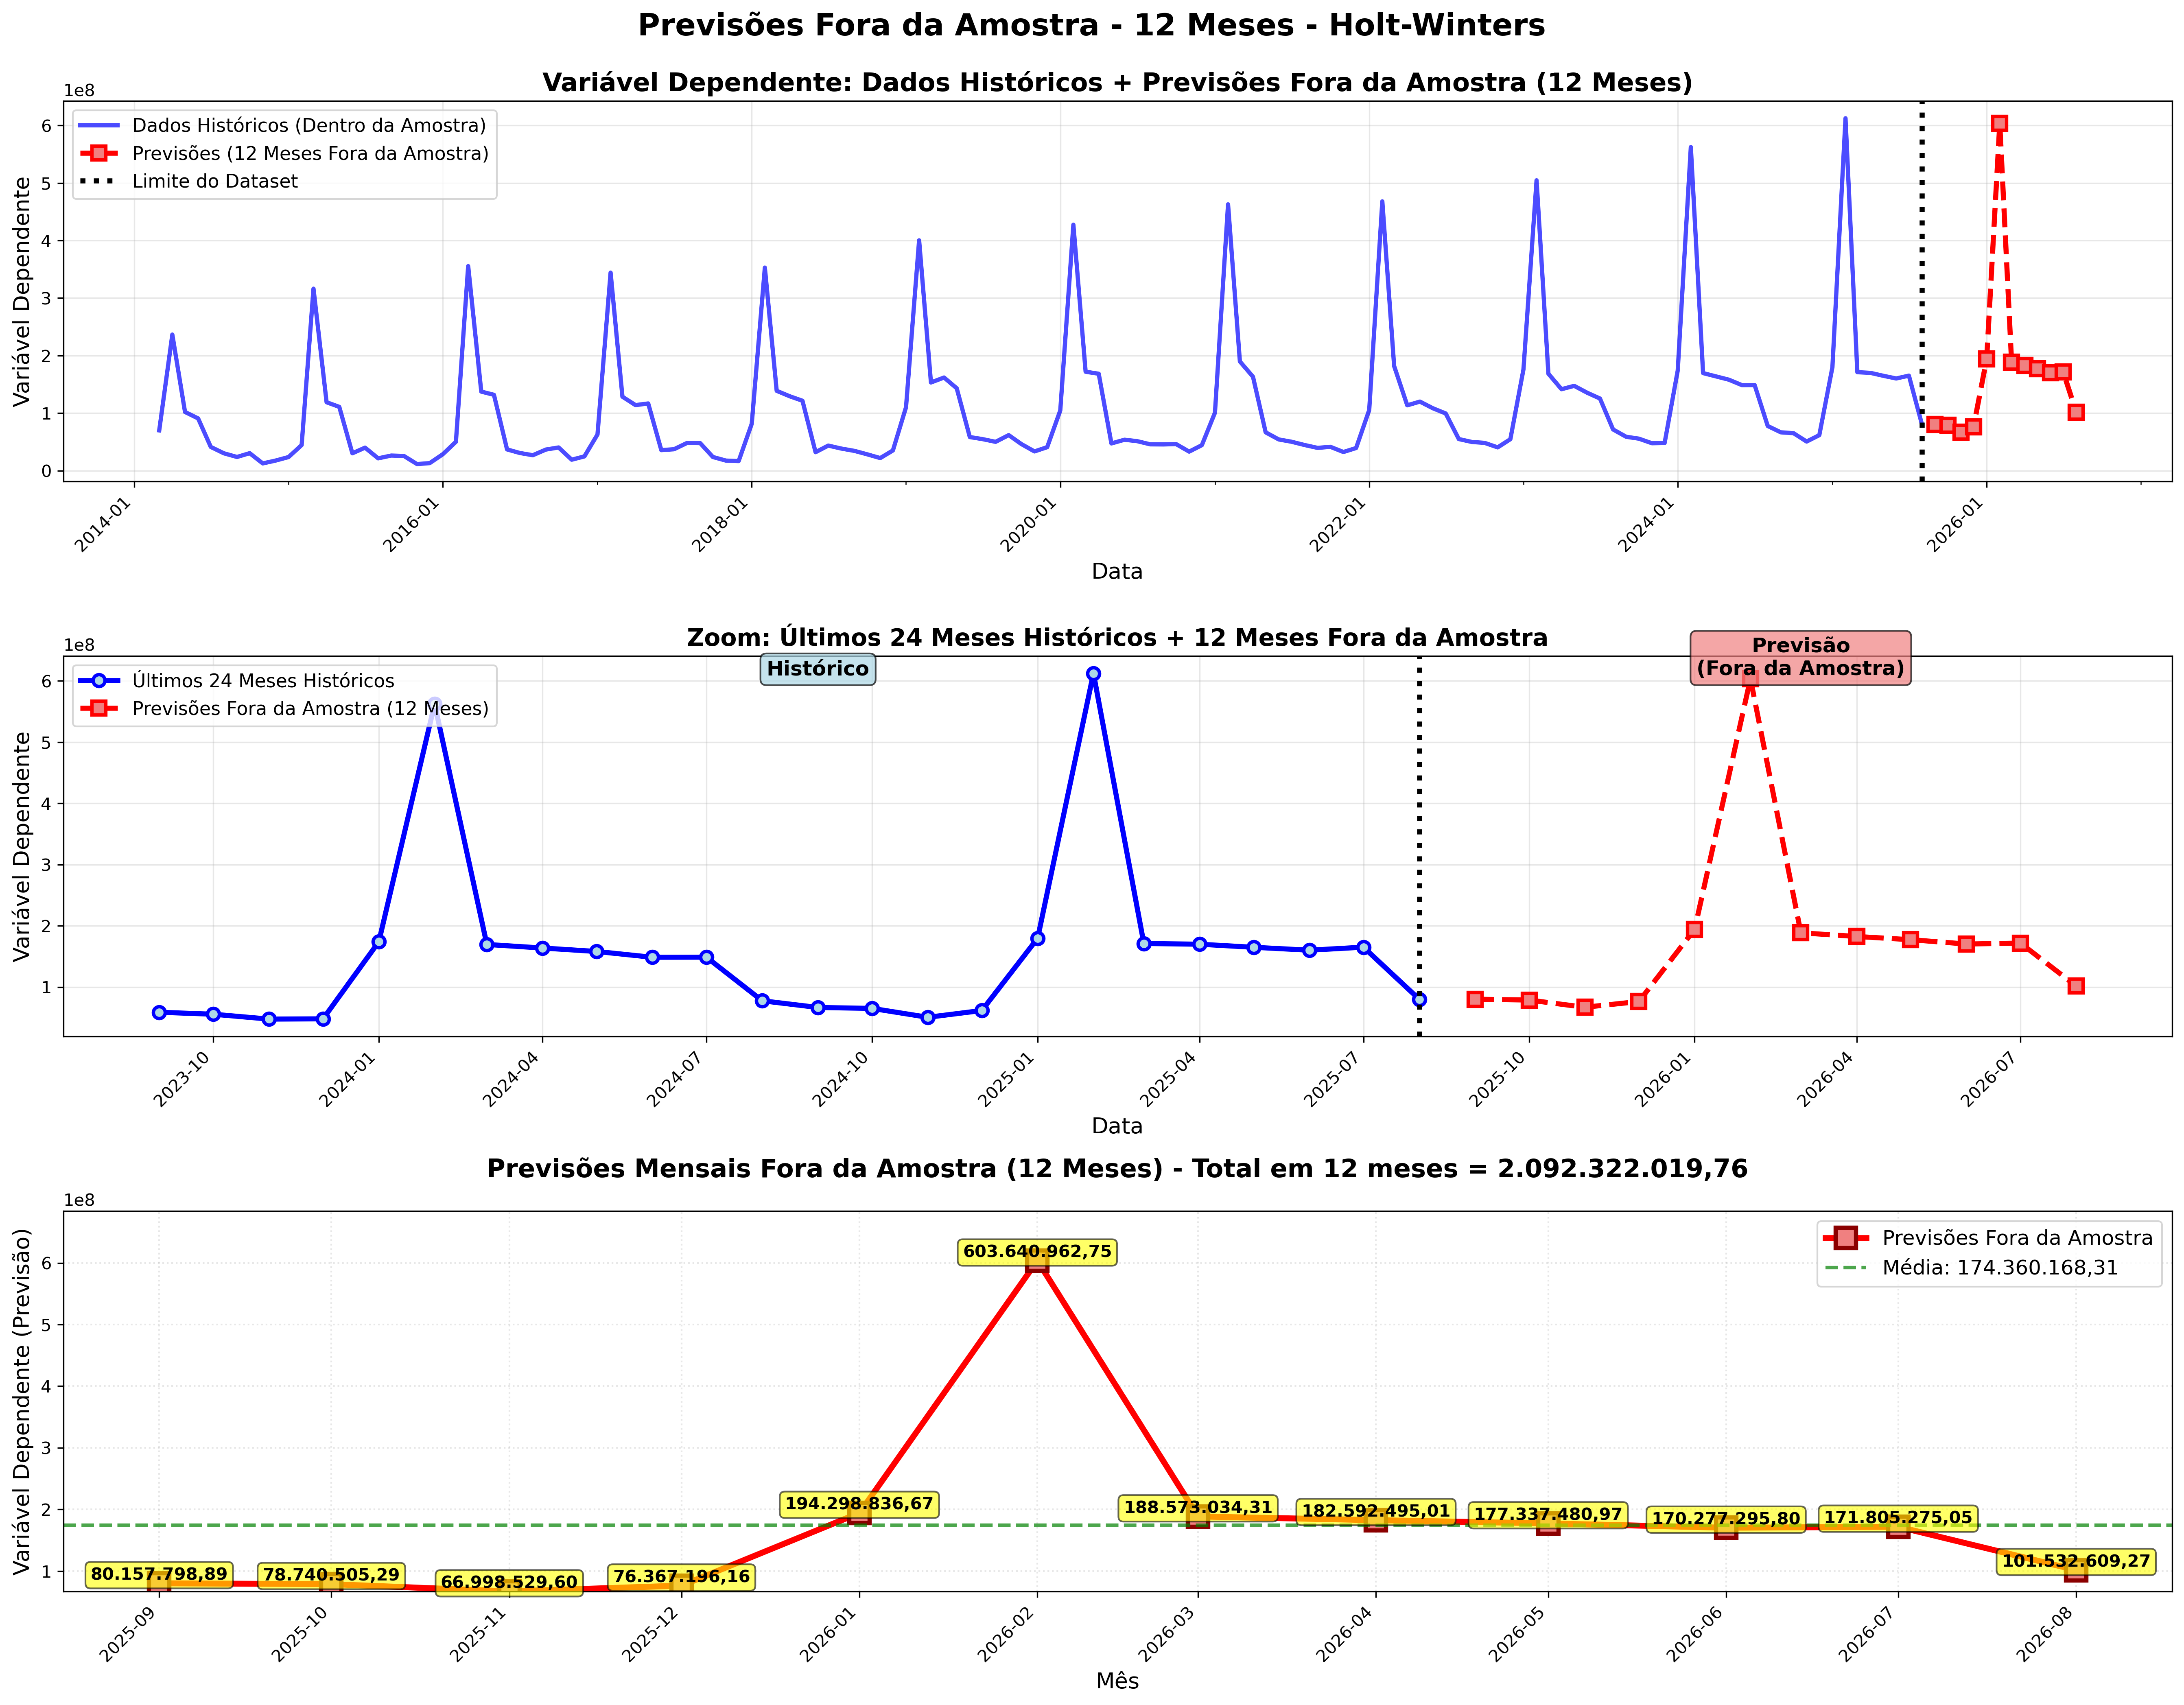 Previsões Fora da Amostra - 12 Meses - Holt-Winters
Variável Dependente: Dados Históricos + Previsões Fora da Amostra (12 Meses)
1e8
Dados Históricos (Dentro da Amostra)
Previsões (12 Meses Fora da Amostra)
Limite do Dataset
Variável Dependente
6
5
4
3
2
1
0
2014-01
2016-01
2018-01
2020-01
2022-01
2024-01
2026-01
Data
Zoom: Últimos 24 Meses Históricos + 12 Meses Fora da Amostra
1e8
Últimos 24 Meses Históricos
Previsões Fora da Amostra (12 Meses)
Histórico
Previsão
(Fora da Amostra)
Variável Dependente
6
5
4
3
2
1
2023-10
2024-01
2024-04
2024-07
2024-10
2025-01
2025-04
2025-07
2025-10
2026-01
2026-04
2026-07
Data
Previsões Mensais Fora da Amostra (12 Meses) - Total em 12 meses = 2.092.322.019,76
1e8
Previsões Fora da Amostra
Média: 174.360.168,31
Variável Dependente (Previsão)
6
5
4
3
2
1
80.157.798,89
78.740.505,29
66.998.529,60
76.367.196,16
194.298.836,67
603.640.962,75
188.573.034,31
182.592.495,01
177.337.480,97
170.277.295,80
171.805.275,05
101.532.609,27
2025-09
2025-10
2025-11
2025-12
2026-01
2026-02
2026-03
2026-04
2026-05
2026-06
2026-07
2026-08
Mês